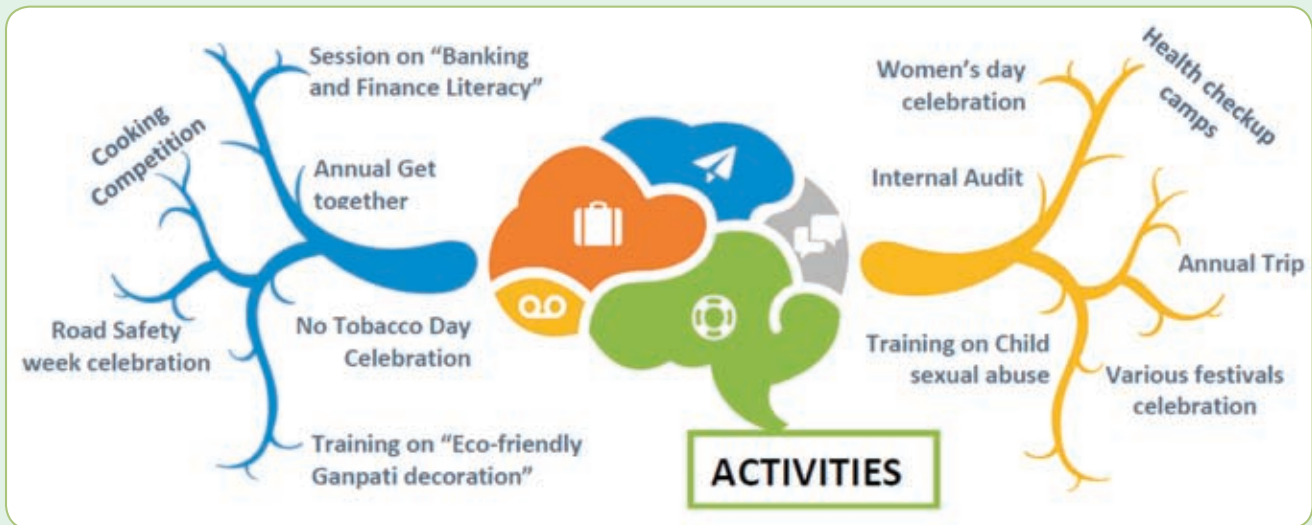 Session on “Banking
and Finance Literacy”
Cooking
Competition
Annual Get
together
Road Safety
week celebration
No Tobacco Day
Celebration
Training on “Eco-friendly
Ganpati decoration”
Women’s day
celebration
Health checkup
camps
Internal Audit
Annual Trip
Training on Child
sexual abuse
Various festivals
celebration
ACTIVITIES